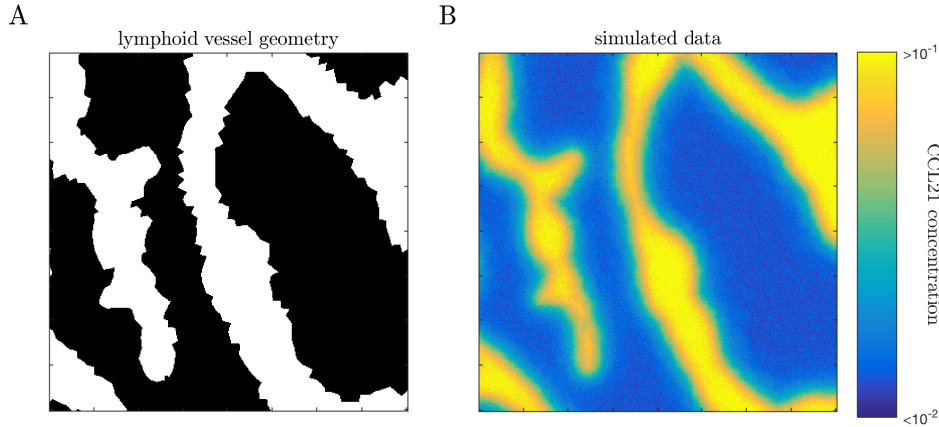 A
lymphoid vessel geometry
B
simulated data
>10⁻¹
CCL21 concentration
<10⁻²